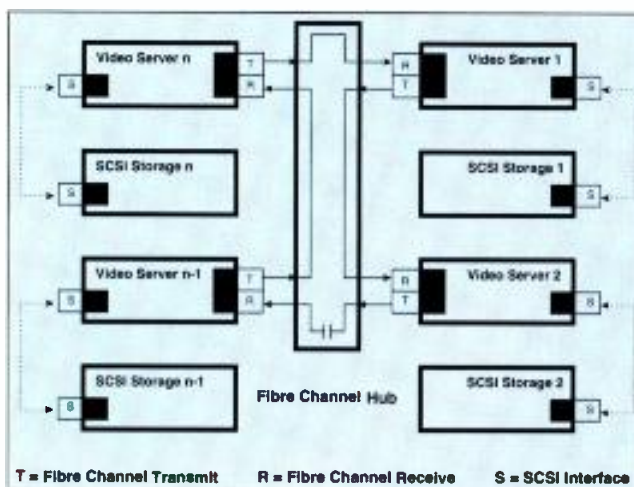 Video Server n
T
R
S
SCSI Storage n
S
Video Server n-1
T
R
S
SCSI Storage n-1
S
R
T
Video Server 1
S
SCSI Storage 1
S
R
T
Video Server 2
S
SCSI Storage 2
S
Fibre Channel Hub
T = Fibre Channel Transmit R = Fibre Channel Receive S = SCSI Interface